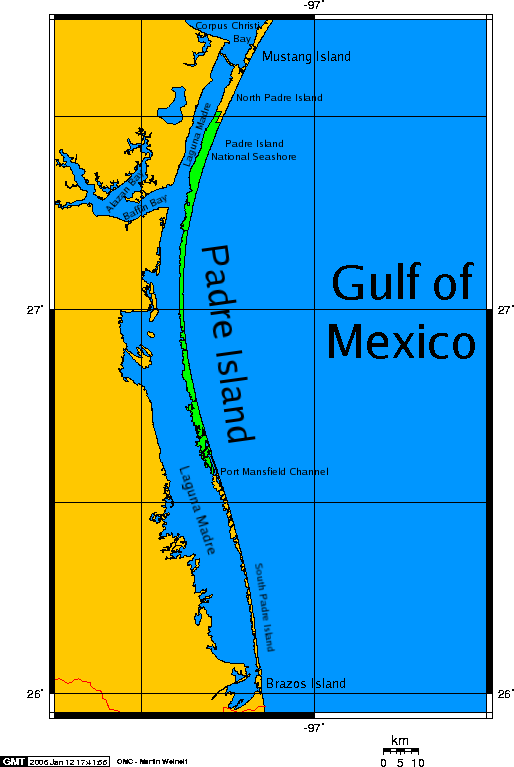 -97°
Corpus Christi
Bay
Mustang Island
North Padre Island
Laguna Madre
Padre Island
National Seashore
Alazan Bay
Baffin Bay
Padre Island
Gulf of
Mexico
27°
27°
Port Mansfield Channel
Laguna Madre
South Padre Island
Brazos Island
26°
26°
-97°
km
0 5 10
GMT 2006 Jan 12 17:41:56 OMC - Martin Weinelt